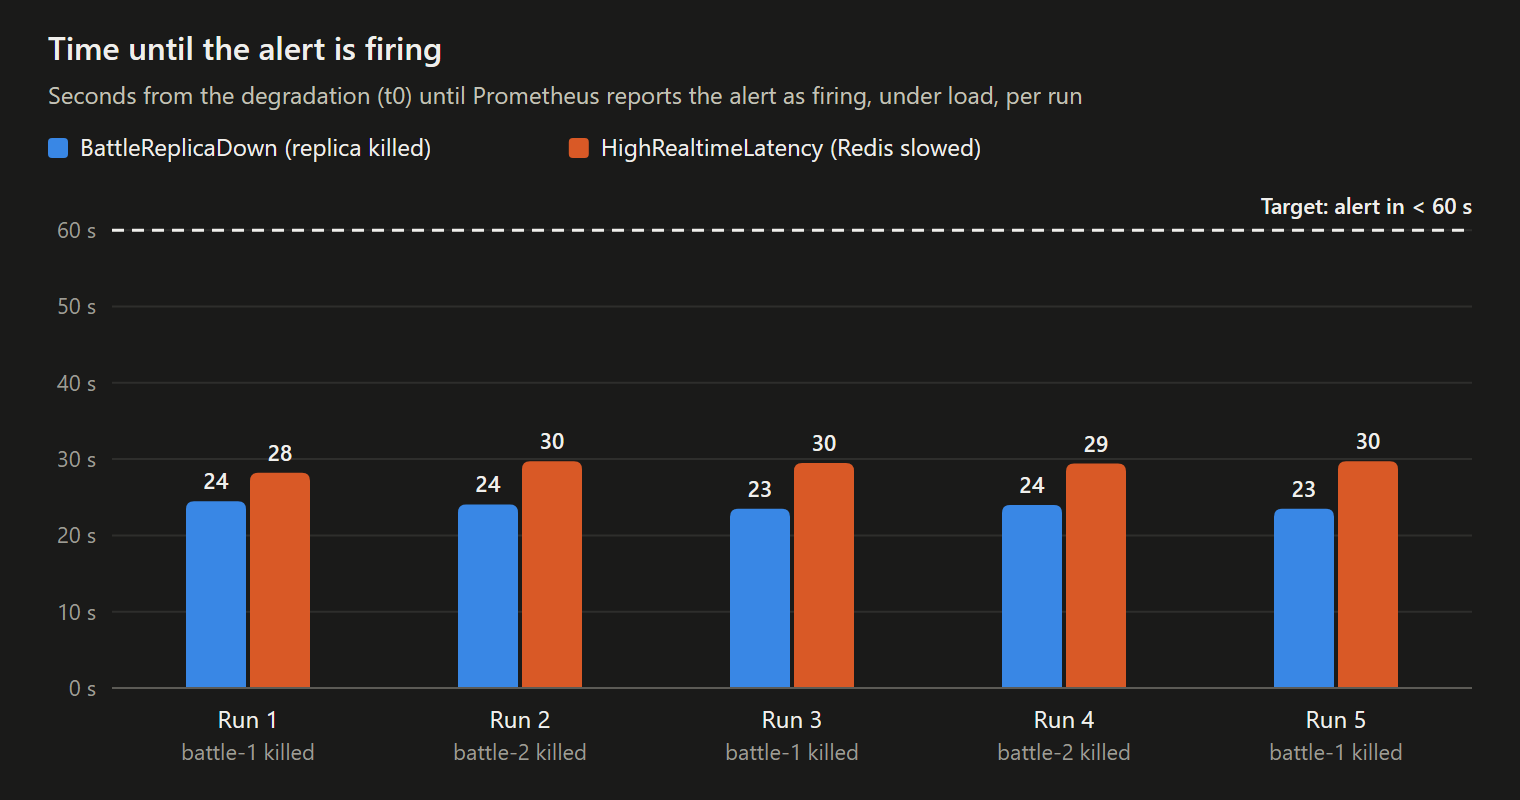 Time until the alert is firing
Seconds from the degradation (t0) until Prometheus reports the alert as firing, under load, per run
BattleReplicaDown (replica killed) HighRealtimeLatency (Redis slowed)
Target: alert in < 60 s
60 s
50 s
40 s
30 s
20 s
10 s
0 s
24 28 24 30 23 30 24 29 23 30
Run 1 Run 2 Run 3 Run 4 Run 5
battle-1 killed battle-2 killed battle-1 killed battle-2 killed battle-1 killed